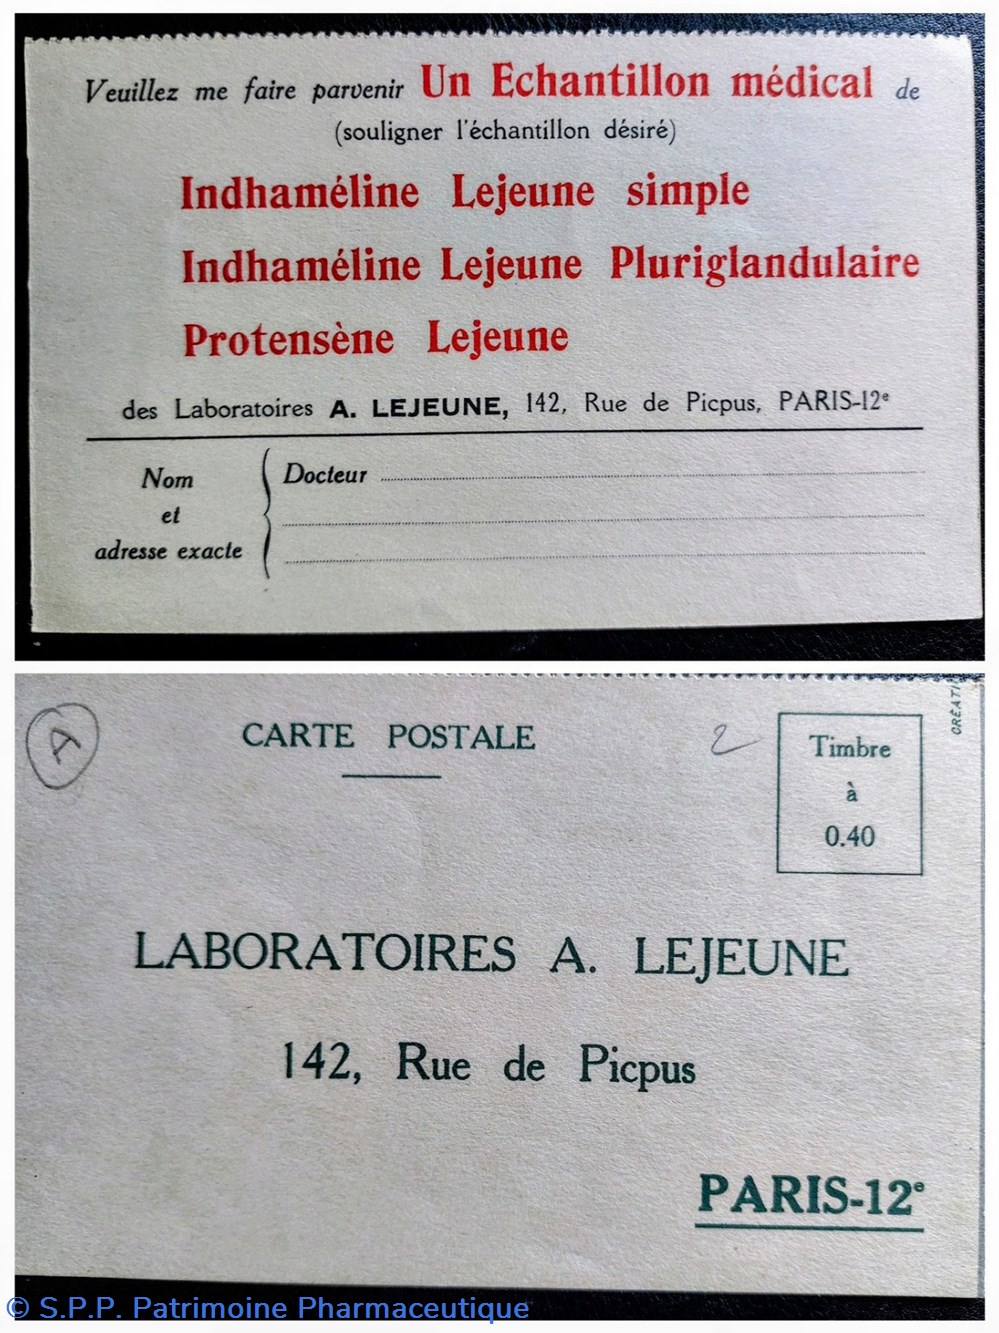 Veuillez me faire parvenir Un Echantillon médical de
(souligner l'échantillon désiré)
Indhaméline Lejeune simple
Indhaméline Lejeune Pluriglandulaire
Protensène Lejeune
des Laboratoires A. LEJEUNE, 142, Rue de Picpus, PARIS-12e
Nom
et
adresse exacte
Docteur
A
CARTE POSTALE
2
Timbre
à
0.40
LABORATOIRES A. LEJEUNE
142, Rue de Picpus
PARIS-12e
© S.P.P. Patrimoine Pharmaceutique